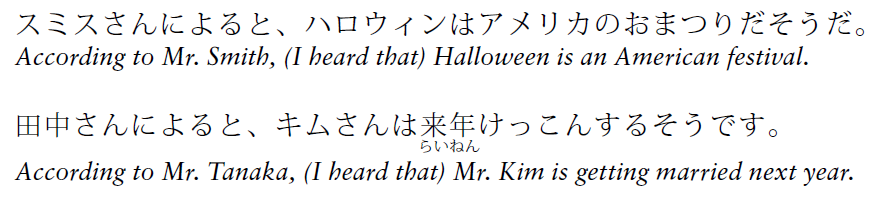 スミスさんによると、ハロウィンはアメリカのおまつりだそうだ。
According to Mr. Smith, (I heard that) Halloween is an American festival.
田中さんによると、キムさんは来年けっこんするそうです。
らいねん
According to Mr. Tanaka, (I heard that) Mr. Kim is getting married next year.